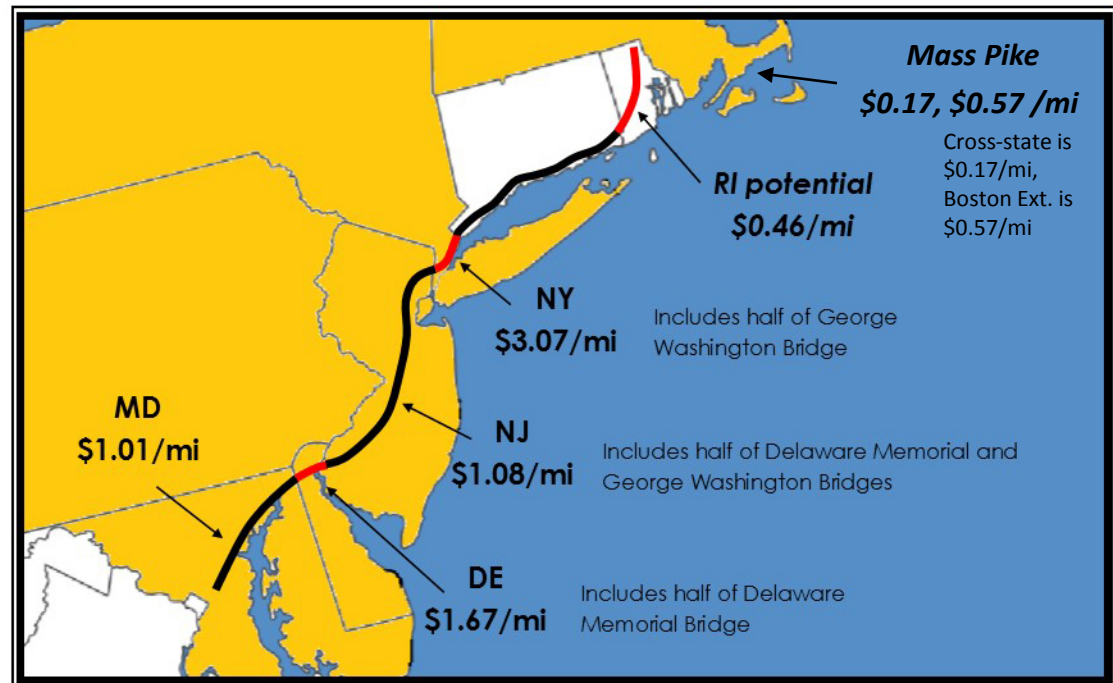 Mass Pike
$0.17, $0.57 /mi
Cross-state is
$0.17/mi,
Boston Ext. is
$0.57/mi
RI potential
$0.46/mi
NY
$3.07/mi
Includes half of George
Washington Bridge
MD
$1.01/mi
NJ
$1.08/mi
Includes half of Delaware Memorial and
George Washington Bridges
DE
$1.67/mi
Includes half of Delaware
Memorial Bridge